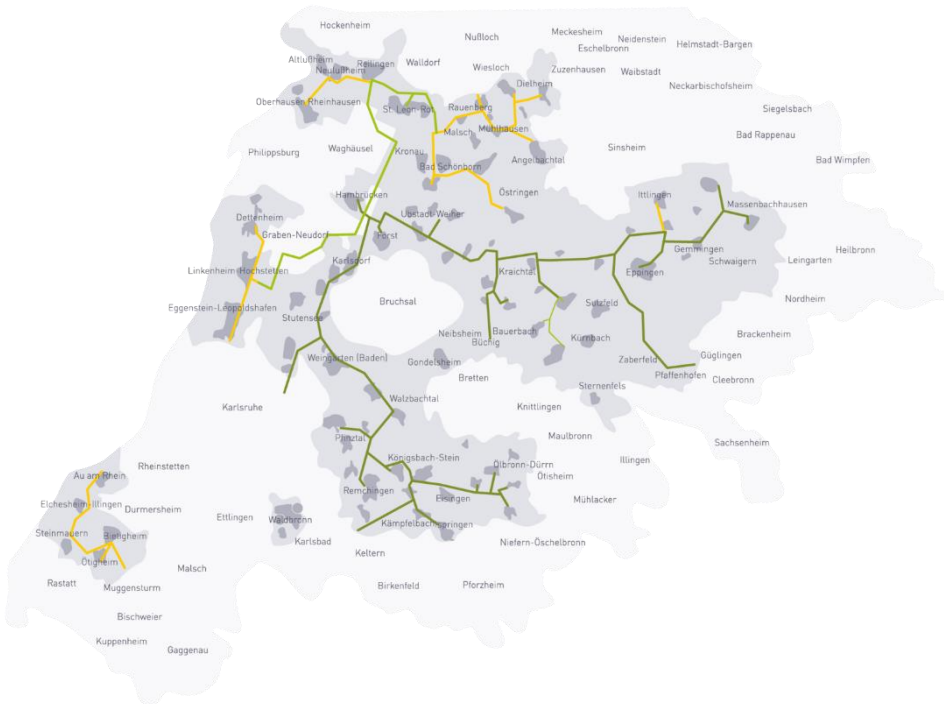 Hockenheim
Meckesheim
Nußloch
Neidenstein
Eschelbronn
Helmstadt-Bargen
Altlußheim
Walldorf
Reilingen
Neulußheim
Wiesloch
Zuzenhausen
Waibstadt
Dielheim
Neckarbischofsheim
Oberhausen-Rheinhausen
St. Leon-Rot
Rauenberg
Siegelsbach
Mühlhausen
Malsch
Bad Rappenau
Waghäusel
Sinsheim
Philippsburg
Kronau
Angelbachtal
Bad Wimpfen
Bad Schönborn
Östringen
Ittlingen
Hambrücken
Massenbachhausen
Dettenheim
Ubstadt-Weiher
Graben-Neudorf
Forst
Gemmingen
Heilbronn
Karlsdorf
Schwaigern
Leingarten
Linkenheim-Hochstetten
Kraichtal
Eppingen
Bruchsal
Sulzfeld
Nordheim
Eggenstein-Leopoldshafen
Stutensee
Bauerbach
Neibsheim
Büchig
Kürnbach
Brackenheim
Weingarten (Baden)
Gondelsheim
Zaberfeld
Güglingen
Pfaffenhofen
Cleebronn
Bretten
Sternenfels
Walzbachtal
Karlsruhe
Knittlingen
Pfinztal
Maulbronn
Sachsenheim
Königsbach-Stein
Illingen
Rheinstetten
Ölbronn-Dürrn
Au am Rhein
Ötisheim
Remchingen
Eisingen
Mühlacker
Elchesheim-Illingen
Durmersheim
Ettlingen
Waldbronn
Kämpfelbach
Ispringen
Steinmauern
Bietigheim
Karlsbad
Niefern-Öschelbronn
Keltern
Ötigheim
Malsch
Rastatt
Muggensturm
Birkenfeld
Pforzheim
Bischweier
Kuppenheim
Gaggenau